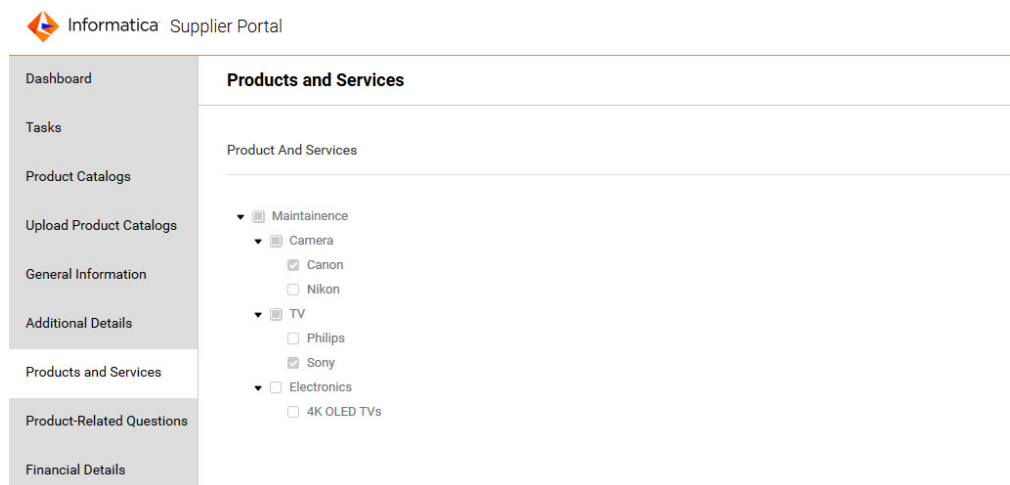 Informatica Supplier Portal
Dashboard
Tasks
Product Catalogs
Upload Product Catalogs
General Information
Additional Details
Products and Services
Product-Related Questions
Financial Details
Products and Services
Product And Services
Maintainence
Camera
Canon
Nikon
TV
Philips
Sony
Electronics
4K OLED TVs